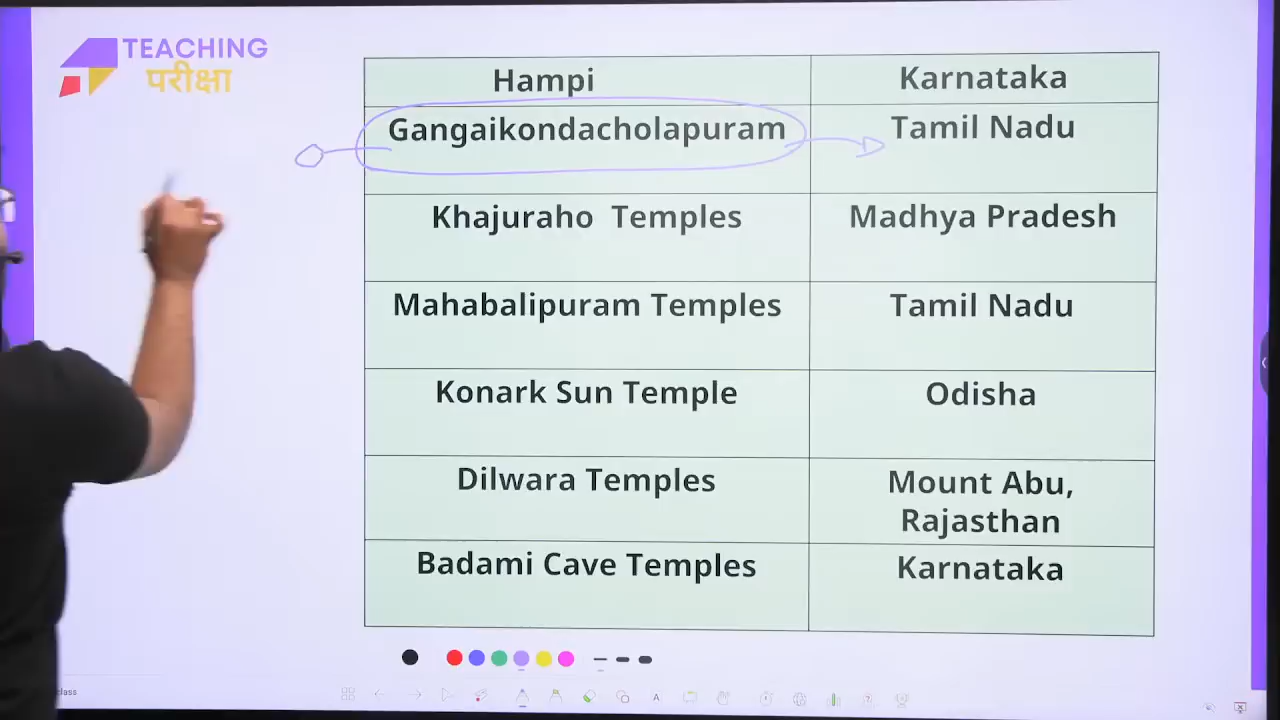 TEACHING
परीक्षा
Hampi Karnataka
Gangaikondacholapuram Tamil Nadu
Khajuraho Temples Madhya Pradesh
Mahabalipuram Temples Tamil Nadu
Konark Sun Temple Odisha
Dilwara Temples Mount Abu,
Rajasthan
Badami Cave Temples Karnataka
class
A